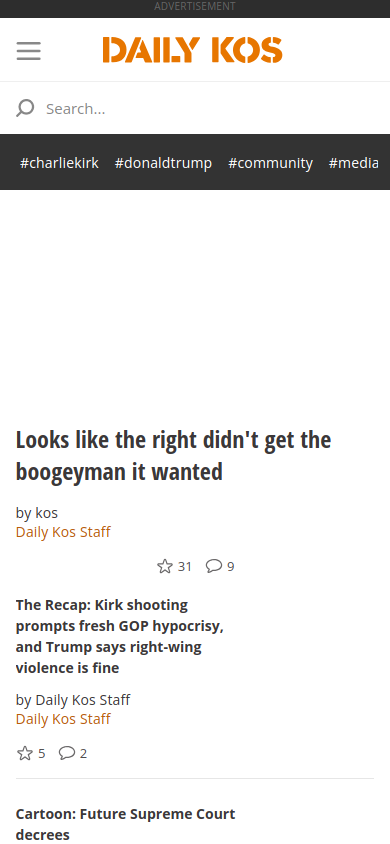 ADVERTISEMENT
DAILY KOS
Search...
#charliekirk #donaldtrump #community #media
Looks like the right didn't get the
boogeyman it wanted
by kos
Daily Kos Staff
31 9
The Recap: Kirk shooting
prompts fresh GOP hypocrisy,
and Trump says right-wing
violence is fine
by Daily Kos Staff
Daily Kos Staff
5 2
Cartoon: Future Supreme Court
decrees